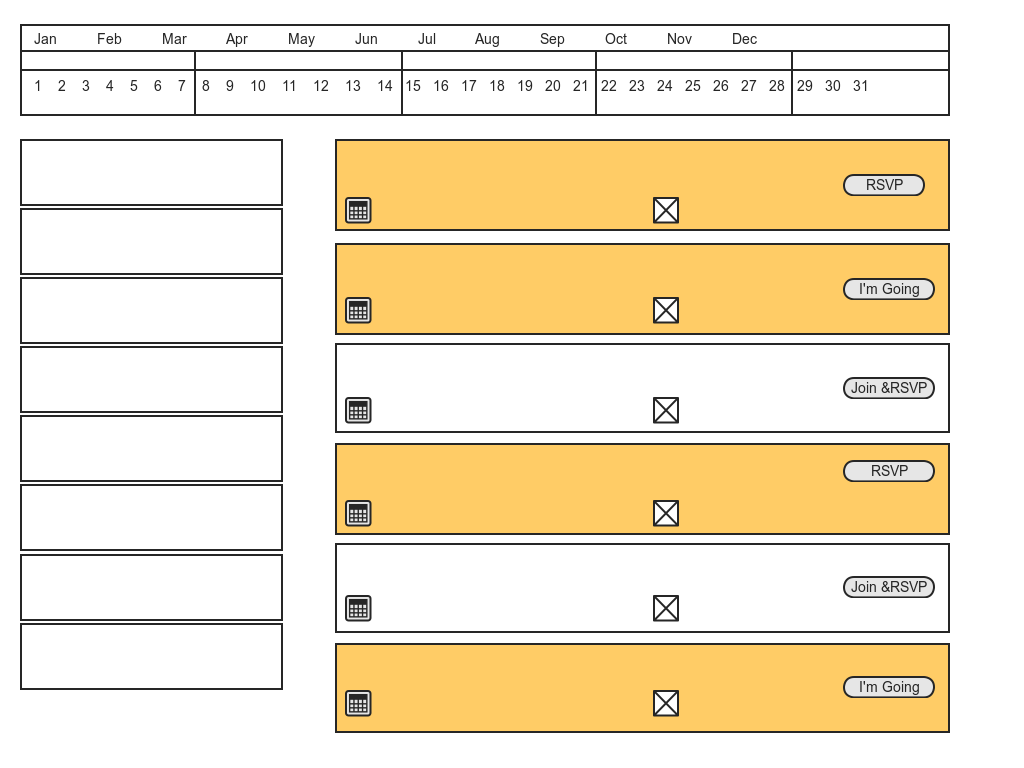 Jan Feb Mar Apr May Jun Jul Aug Sep Oct Nov Dec
1 2 3 4 5 6 7 8 9 10 11 12 13 14 15 16 17 18 19 20 21 22 23 24 25 26 27 28 29 30 31
RSVP
I'm Going
Join &RSVP
RSVP
Join &RSVP
I'm Going